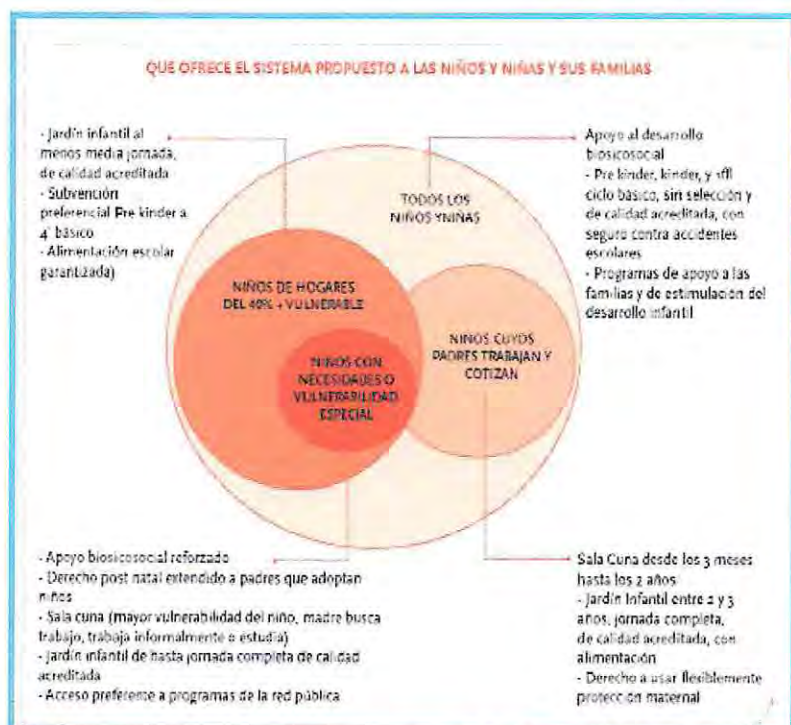 QUE OFRECE EL SISTEMA PROPUESTO A LAS NIÑOS Y NIÑAS Y SUS FAMILIAS
- Jardín infantil al
menos media jornada,
de calidad acreditada
- Subvención
preferencial Pre kinder a
4° básico
- Alimentación escolar
garantizada)
Apoyo al desarrollo
biosicosocial
- Pre kinder, kinder, y
ciclo básico, sin selección y
de calidad acreditada, con
seguro contra accidentes
escolares
- Programas de apoyo a las
familias y de estimulación del
desarrollo infantil
TODOS LOS
NIÑOS YNIÑAS
NIÑOS DE HOGARES
DEL 40% + VULNERABLE
NIÑOS CON
NECESIDADES O
VULNERABILIDAD
ESPECIAL
NIÑOS CUYOS
PADRES TRABAJAN Y
COTIZAN
- Apoyo biosicosocial reforzado
- Derecho post natal extendido a padres que adoptan
niños
- Sala cuna (mayor vulnerabilidad del niño, madre busca
trabajo, trabaja informalmente o estudia)
- Jardín infantil de hasta jornada completa de calidad
acreditada
- Acceso preferente a programas de la red pública
Sala Cuna desde los 3 meses
hasta los 2 años
- Jardín Infantil entre 2 y 3
años, jornada completa,
de calidad acreditada, con
alimentación
- Derecho a usar flexiblemente
protección maternal